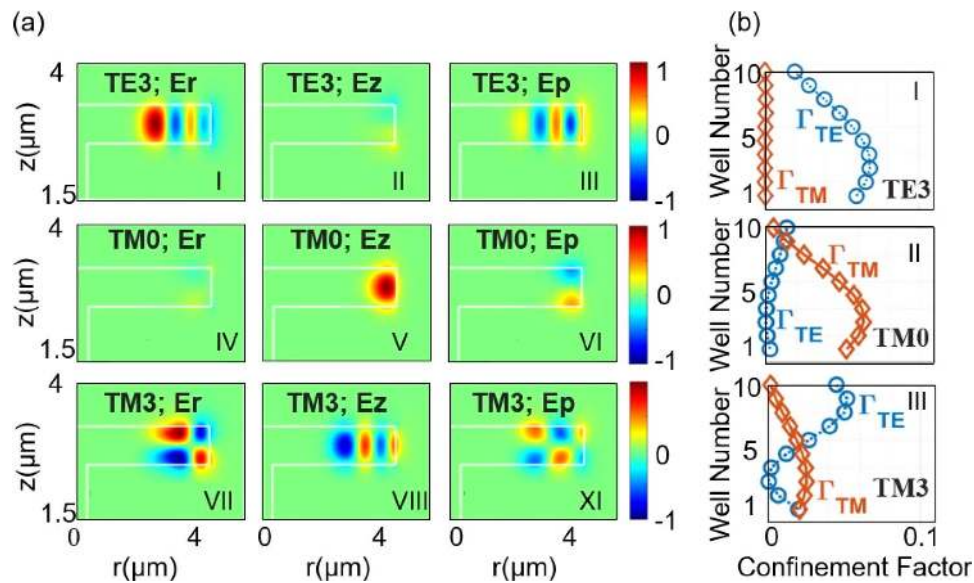 (a)
(b)
4
TE3; Er
TE3; Ez
TE3; Ep
1
0
-1
z(μm)
1.5
I
II
III
Well Number
10
5
1
I
ΓTE
ΓTM
TE3
4
TM0; Er
TM0; Ez
TM0; Ep
1
0
-1
z(μm)
1.5
IV
V
VI
Well Number
10
5
1
II
ΓTM
ΓTE
TM0
4
TM3; Er
TM3; Ez
TM3; Ep
1
0
-1
z(μm)
1.5
VII
VIII
XI
Well Number
10
5
1
III
ΓTE
ΓTM
TM3
0 4
0 4
0 4
0 0.1
r(μm)
r(μm)
r(μm)
Confinement Factor